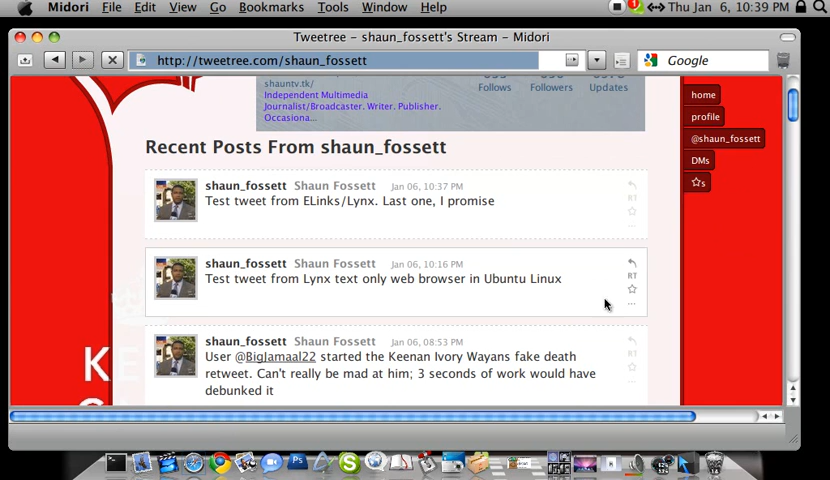 Midori File Edit View Go Bookmarks Tools Window Help 1 Thu Jan 6, 10:39 PM
Tweetree - shaun_fossett's Stream - Midori
http://tweetree.com/shaun_fossett Google
shauntv.tk/
Independent Multimedia
Journalist/Broadcaster. Writer. Publisher.
Occasiona...
Follows Followers Updates
home
profile
@shaun_fossett
DMs
s
Recent Posts From shaun_fossett
shaun_fossett Shaun Fossett Jan 06, 10:37 PM
Test tweet from ELinks/Lynx. Last one, I promise
RT
shaun_fossett Shaun Fossett Jan 06, 10:16 PM
Test tweet from Lynx text only web browser in Ubuntu Linux
RT
...
shaun_fossett Shaun Fossett Jan 06, 08:53 PM
User @BigJamaal22 started the Keenan Ivory Wayans fake death
retweet. Can't really be mad at him; 3 seconds of work would have
debunked it
RT
KE